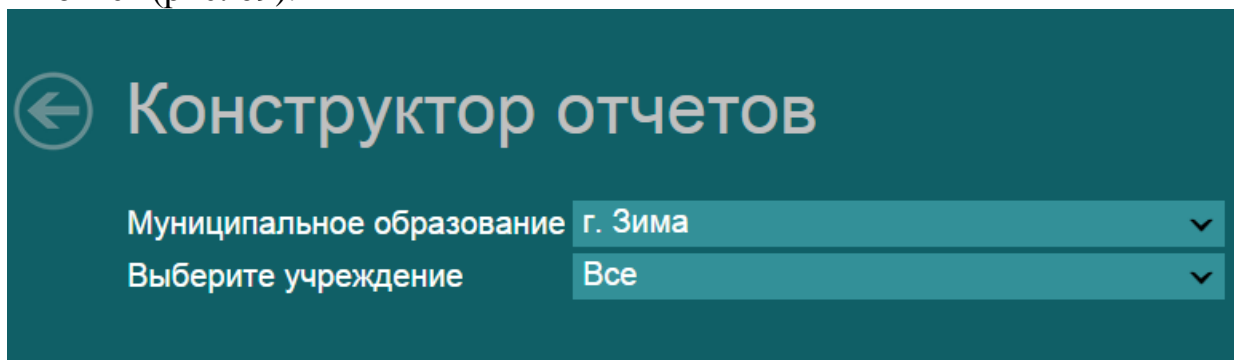 Конструктор отчетов
Муниципальное образование г. Зима
Выберите учреждение Все